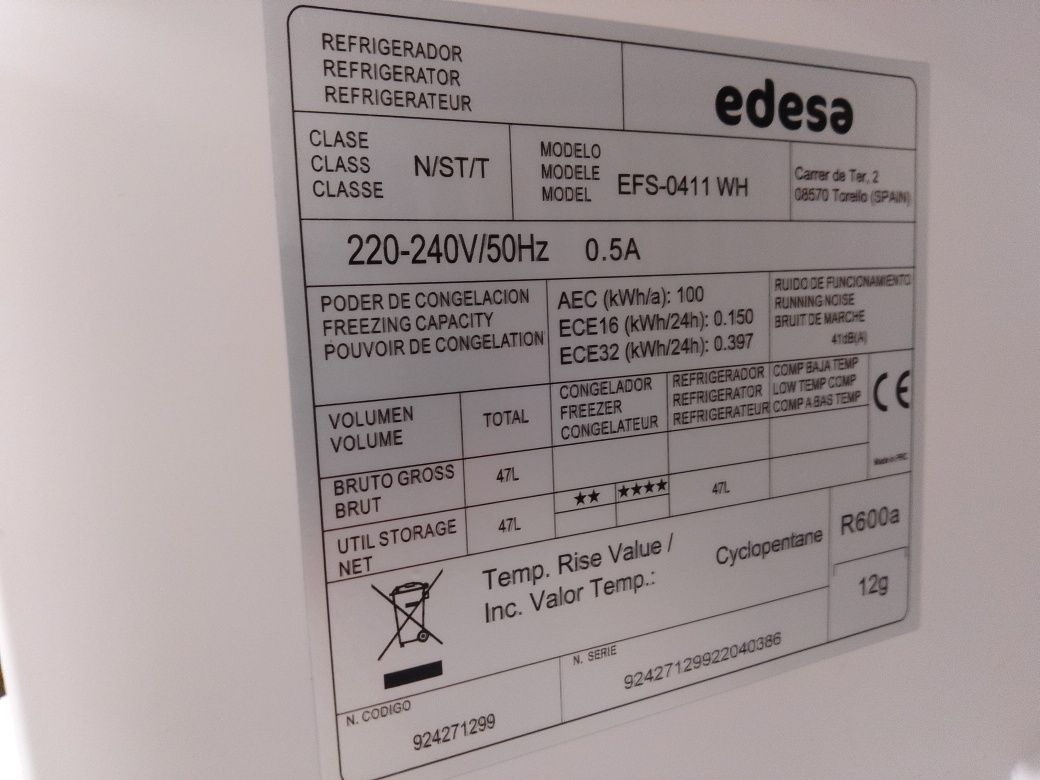 REFRIGERADOR
REFRIGERATOR
REFRIGERATEUR
edesa
CLASE
CLASS
CLASSE
N/ST/T
MODELO
MODELE
MODEL
EFS-0411 WH
Carrer de Ter, 2
08570 Torello (SPAIN)
220-240V/50Hz 0.5A
PODER DE CONGELACION
FREEZING CAPACITY
POUVOIR DE CONGELATION
AEC (kWh/a): 100
ECE16 (kWh/24h): 0.150
ECE32 (kWh/24h): 0.397
RUIDO DE FUNCIONAMIENTO
RUNNING NOISE
BRUIT DE MARCHE
41dB(A)
VOLUMEN
VOLUME
TOTAL
CONGELADOR
FREEZER
CONGELATEUR
REFRIGERADOR
REFRIGERATOR
REFRIGERATEUR
COMP BAJA TEMP
LOW TEMP COMP
COMP A BAS TEMP
CE
Made in PRC
BRUTO GROSS
BRUT
47L
UTIL STORAGE
NET
47L
★★
★★★★
47L
Temp. Rise Value /
Inc. Valor Temp.:
Cyclopentane
R600a
12g
N. CODIGO
924271299
N. SERIE
92427129922040386